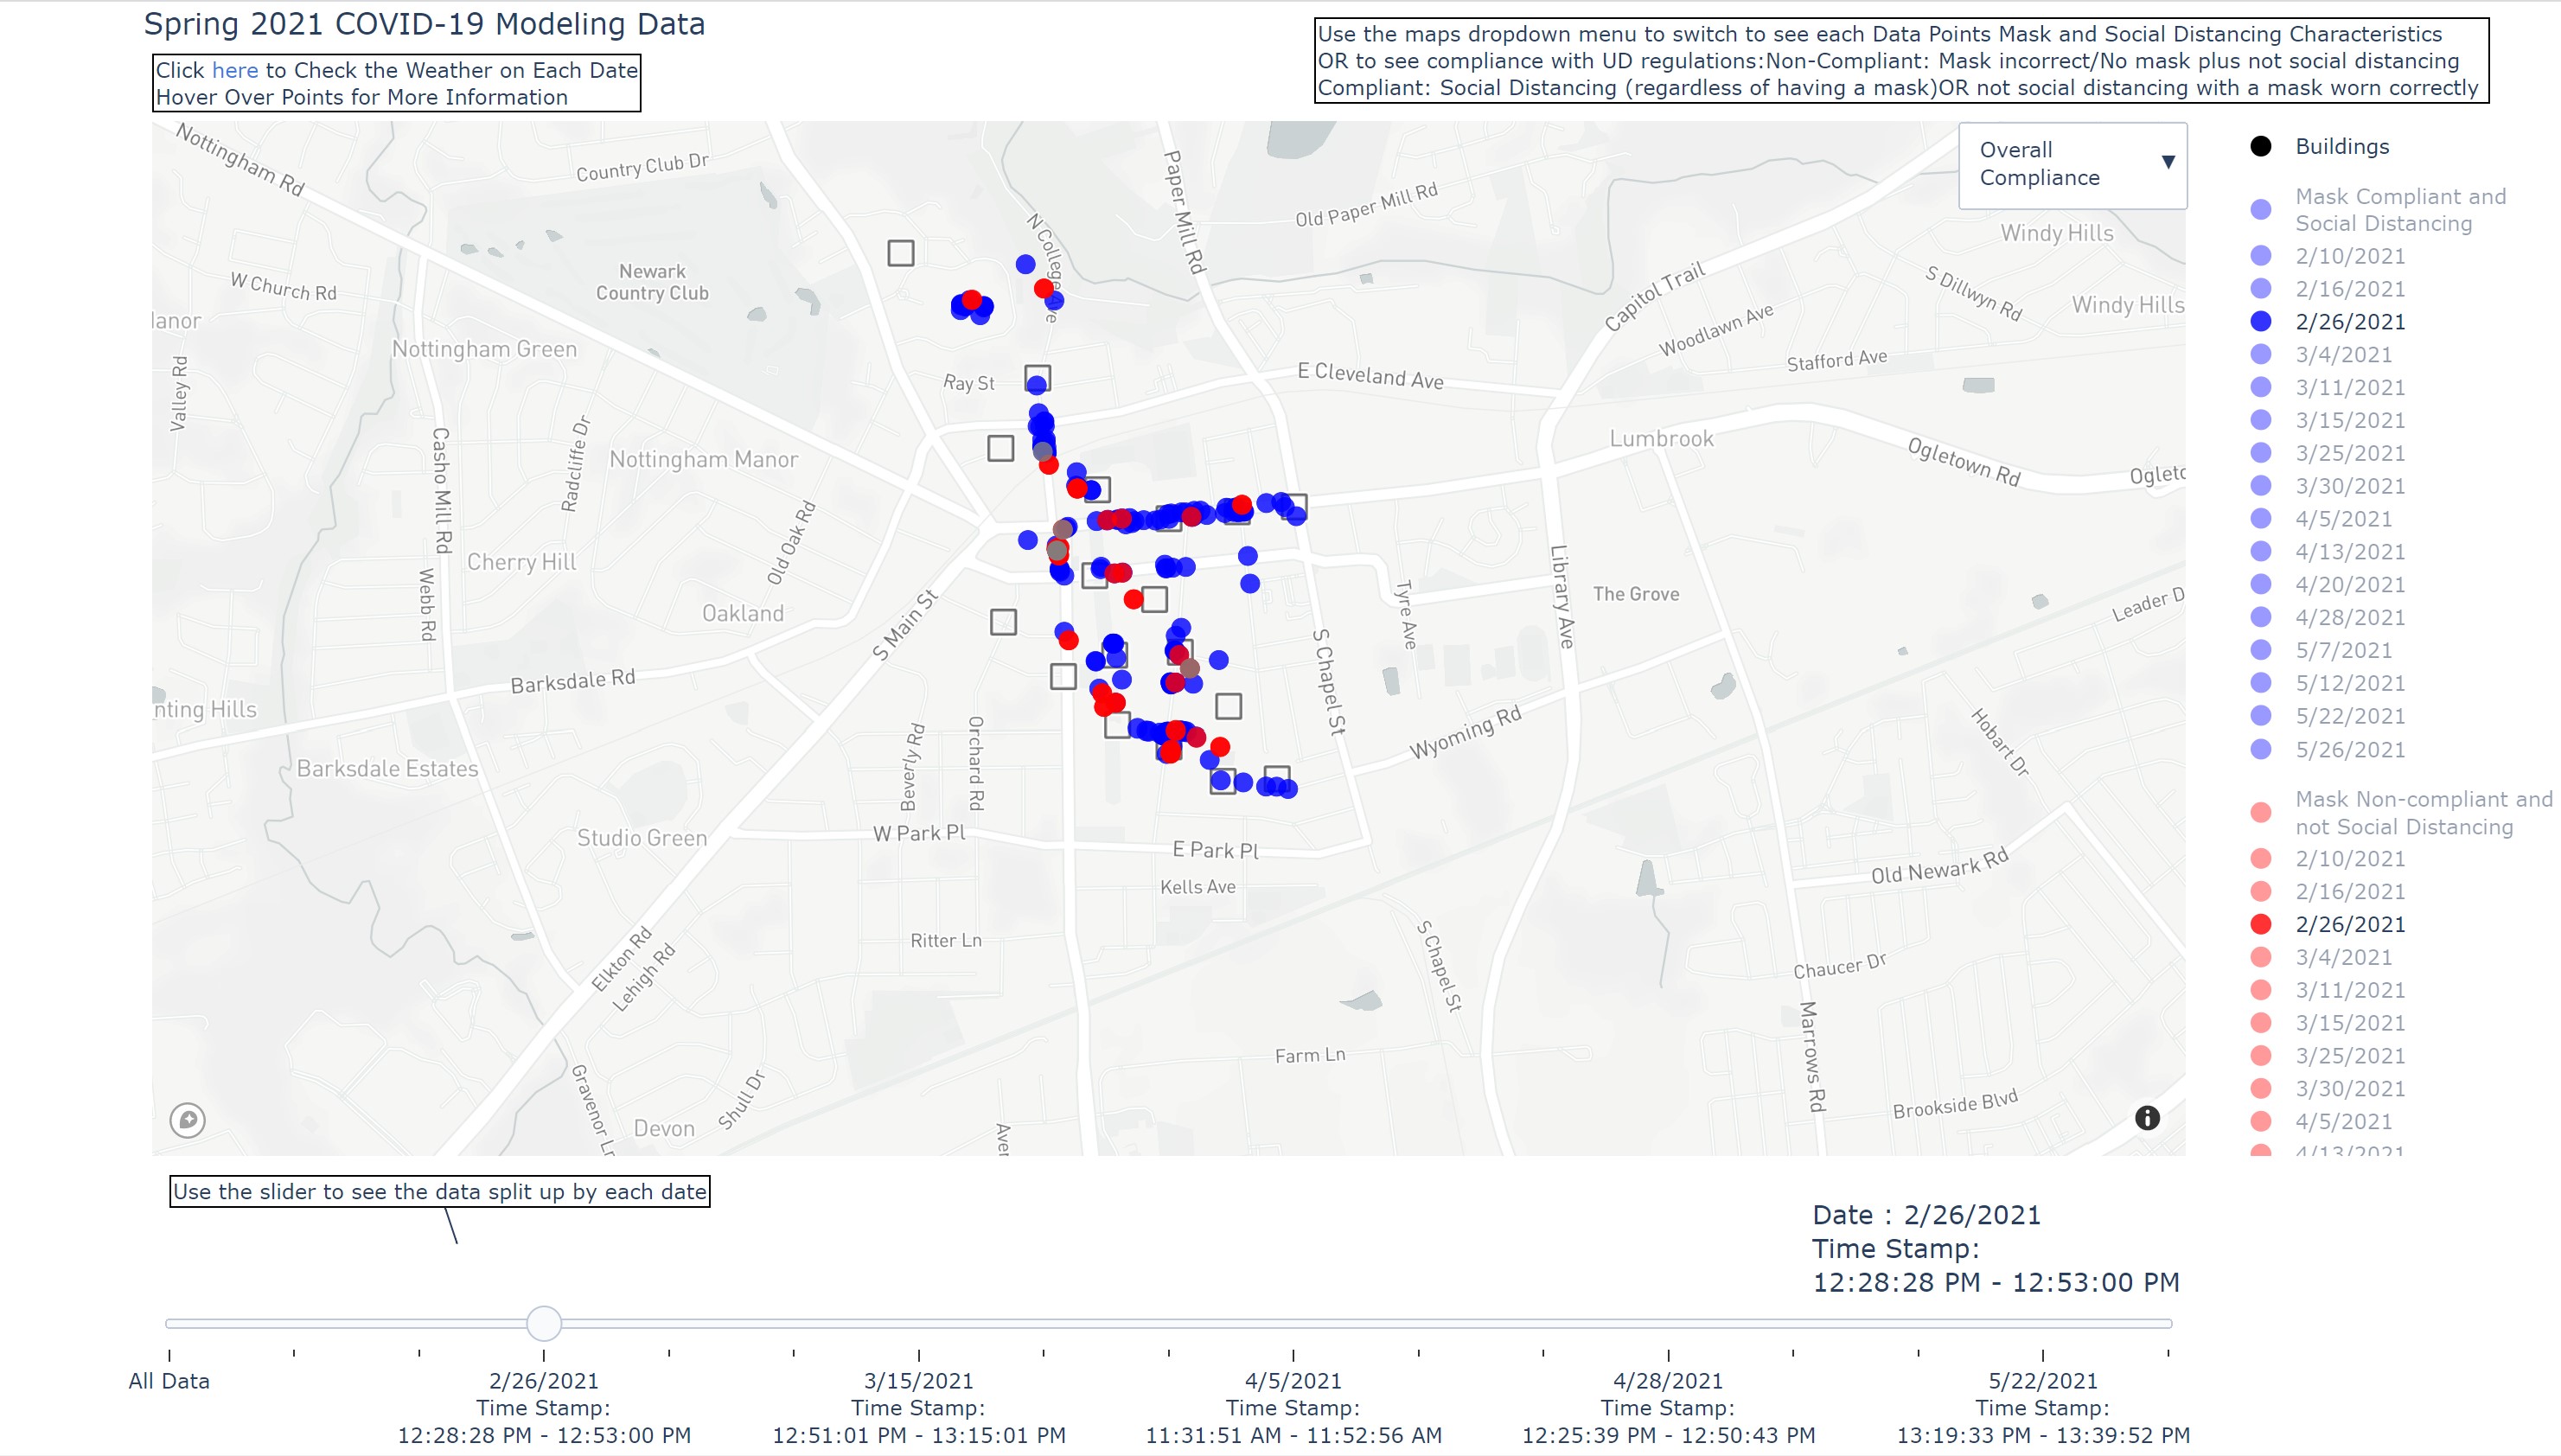 Spring 2021 COVID-19 Modeling Data
Click here to Check the Weather on Each Date
Hover Over Points for More Information
Use the maps dropdown menu to switch to see each Data Points Mask and Social Distancing Characteristics
OR to see compliance with UD regulations:Non-Compliant: Mask incorrect/No mask plus not social distancing
Compliant: Social Distancing (regardless of having a mask)OR not social distancing with a mask worn correctly
Overall
Compliance
Nottingham Rd
Country Club Dr
Paper Mill Rd
Old Paper Mill Rd
N College Ave
Windy Hills
Capitol Trail
S Dillwyn Rd
Windy Hills
W Church Rd
Newark
Country Club
lanor
Woodlawn Ave
Stafford Ave
Nottingham Green
Valley Rd
Ray St
E Cleveland Ave
Casho Mill Rd
Radcliffe Dr
Nottingham Manor
Lumbrook
Ogletown Rd
Ogletc
Old Oak Rd
Cherry Hill
Webb Rd
Oakland
S Main St
Library Ave
Tyre Ave
The Grove
Leader D
S Chapel St
Barksdale Rd
nting Hills
Beverly Rd
Orchard Rd
Wyoming Rd
Hobart Dr
Barksdale Estates
Studio Green
W Park Pl
E Park Pl
Kells Ave
Old Newark Rd
Ritter Ln
Elkton Rd
Lehigh Rd
S Chapel St
Chaucer Dr
Marrows Rd
Farm Ln
Gravenor Ln
Shull Dr
Devon
Aver
Brookside Blvd
Buildings
Mask Compliant and
Social Distancing
2/10/2021
2/16/2021
2/26/2021
3/4/2021
3/11/2021
3/15/2021
3/25/2021
3/30/2021
4/5/2021
4/13/2021
4/20/2021
4/28/2021
5/7/2021
5/12/2021
5/22/2021
5/26/2021
Mask Non-compliant and
not Social Distancing
2/10/2021
2/16/2021
2/26/2021
3/4/2021
3/11/2021
3/15/2021
3/25/2021
3/30/2021
4/5/2021
4/13/2021
Use the slider to see the data split up by each date
Date : 2/26/2021
Time Stamp:
12:28:28 PM - 12:53:00 PM
All Data
2/26/2021
Time Stamp:
12:28:28 PM - 12:53:00 PM
3/15/2021
Time Stamp:
12:51:01 PM - 13:15:01 PM
4/5/2021
Time Stamp:
11:31:51 AM - 11:52:56 AM
4/28/2021
Time Stamp:
12:25:39 PM - 12:50:43 PM
5/22/2021
Time Stamp:
13:19:33 PM - 13:39:52 PM